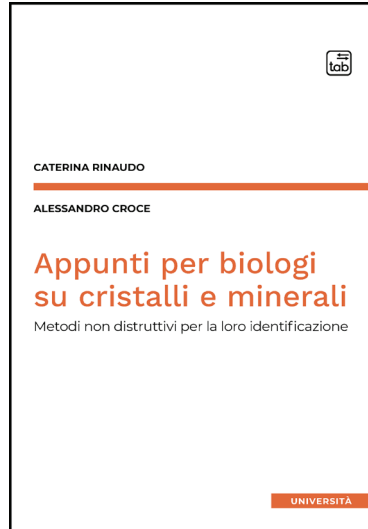 tab
CATERINA RINAUDO
ALESSANDRO CROCE
Appunti per biologi
su cristalli e minerali
Metodi non distruttivi per la loro identificazione
UNIVERSITÀ